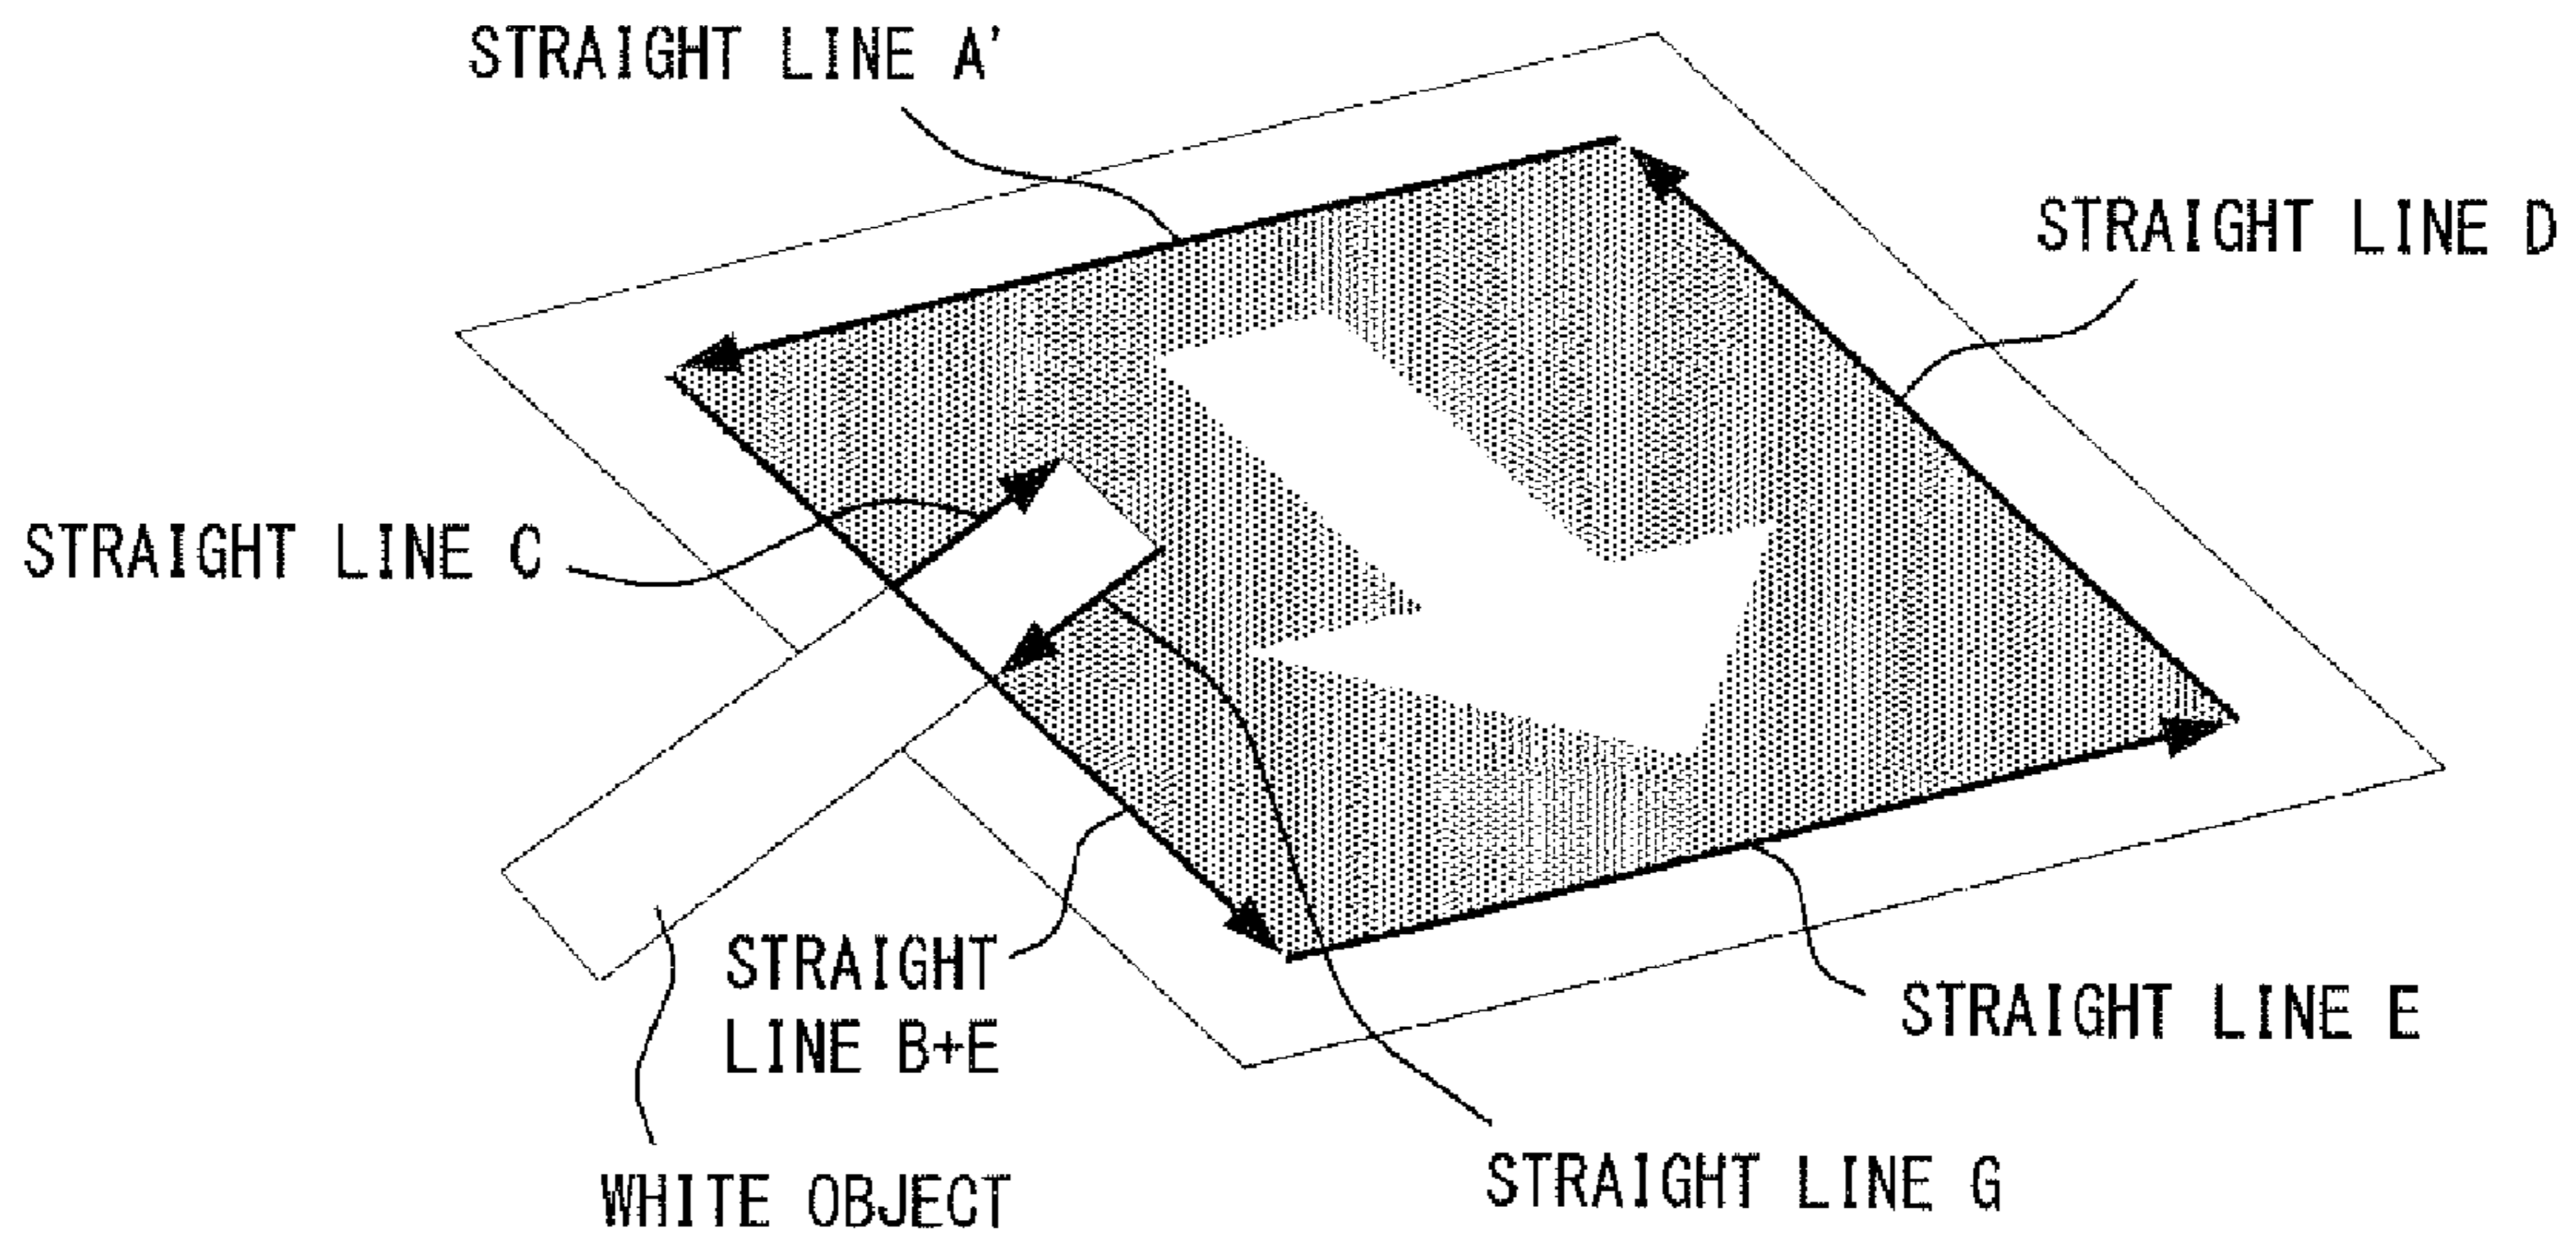 STRAIGHT LINE A'
STRAIGHT LINE D
STRAIGHT LINE C
STRAIGHT
LINE B+E
STRAIGHT LINE E
STRAIGHT LINE G
WHITE OBJECT